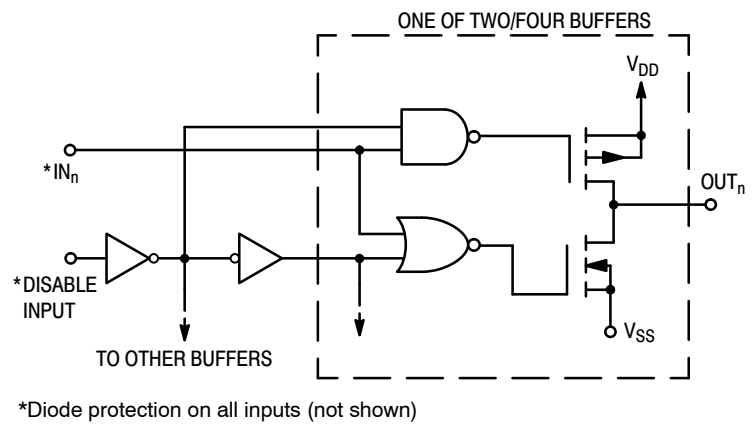 ONE OF TWO/FOUR BUFFERS
VDD
*INn
OUTn
*DISABLE
INPUT
VSS
TO OTHER BUFFERS
*Diode protection on all inputs (not shown)